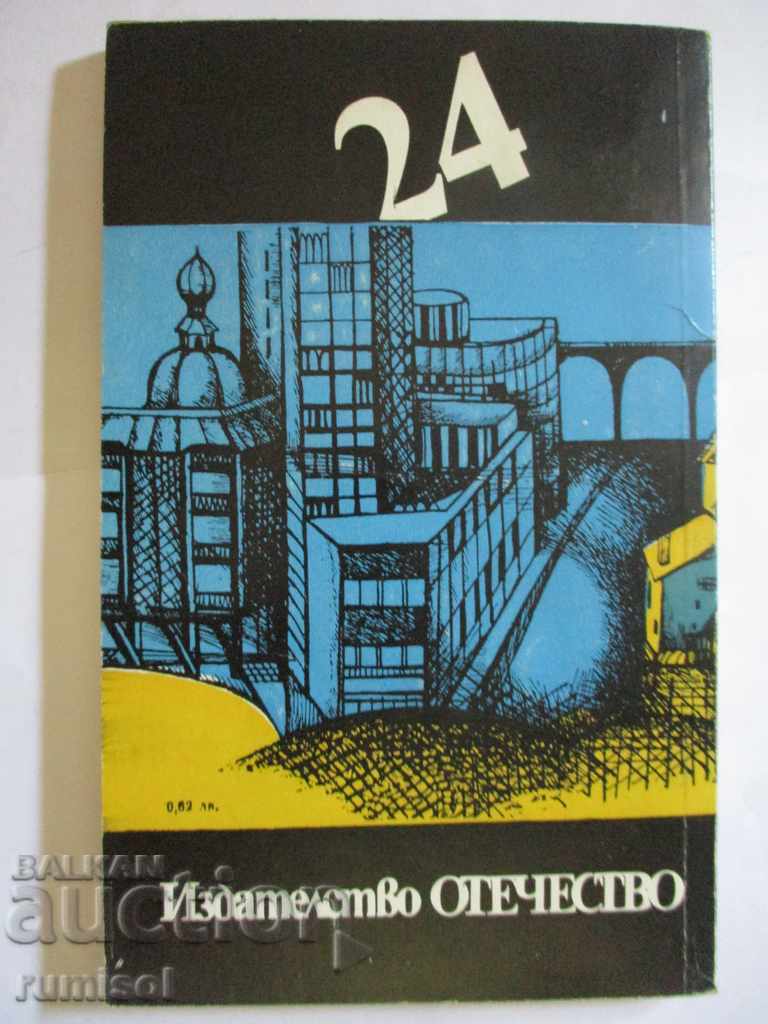 24
0,62 лв.
Издателство ОТЕЧЕСТВО
BALKAN
auction
rumisol